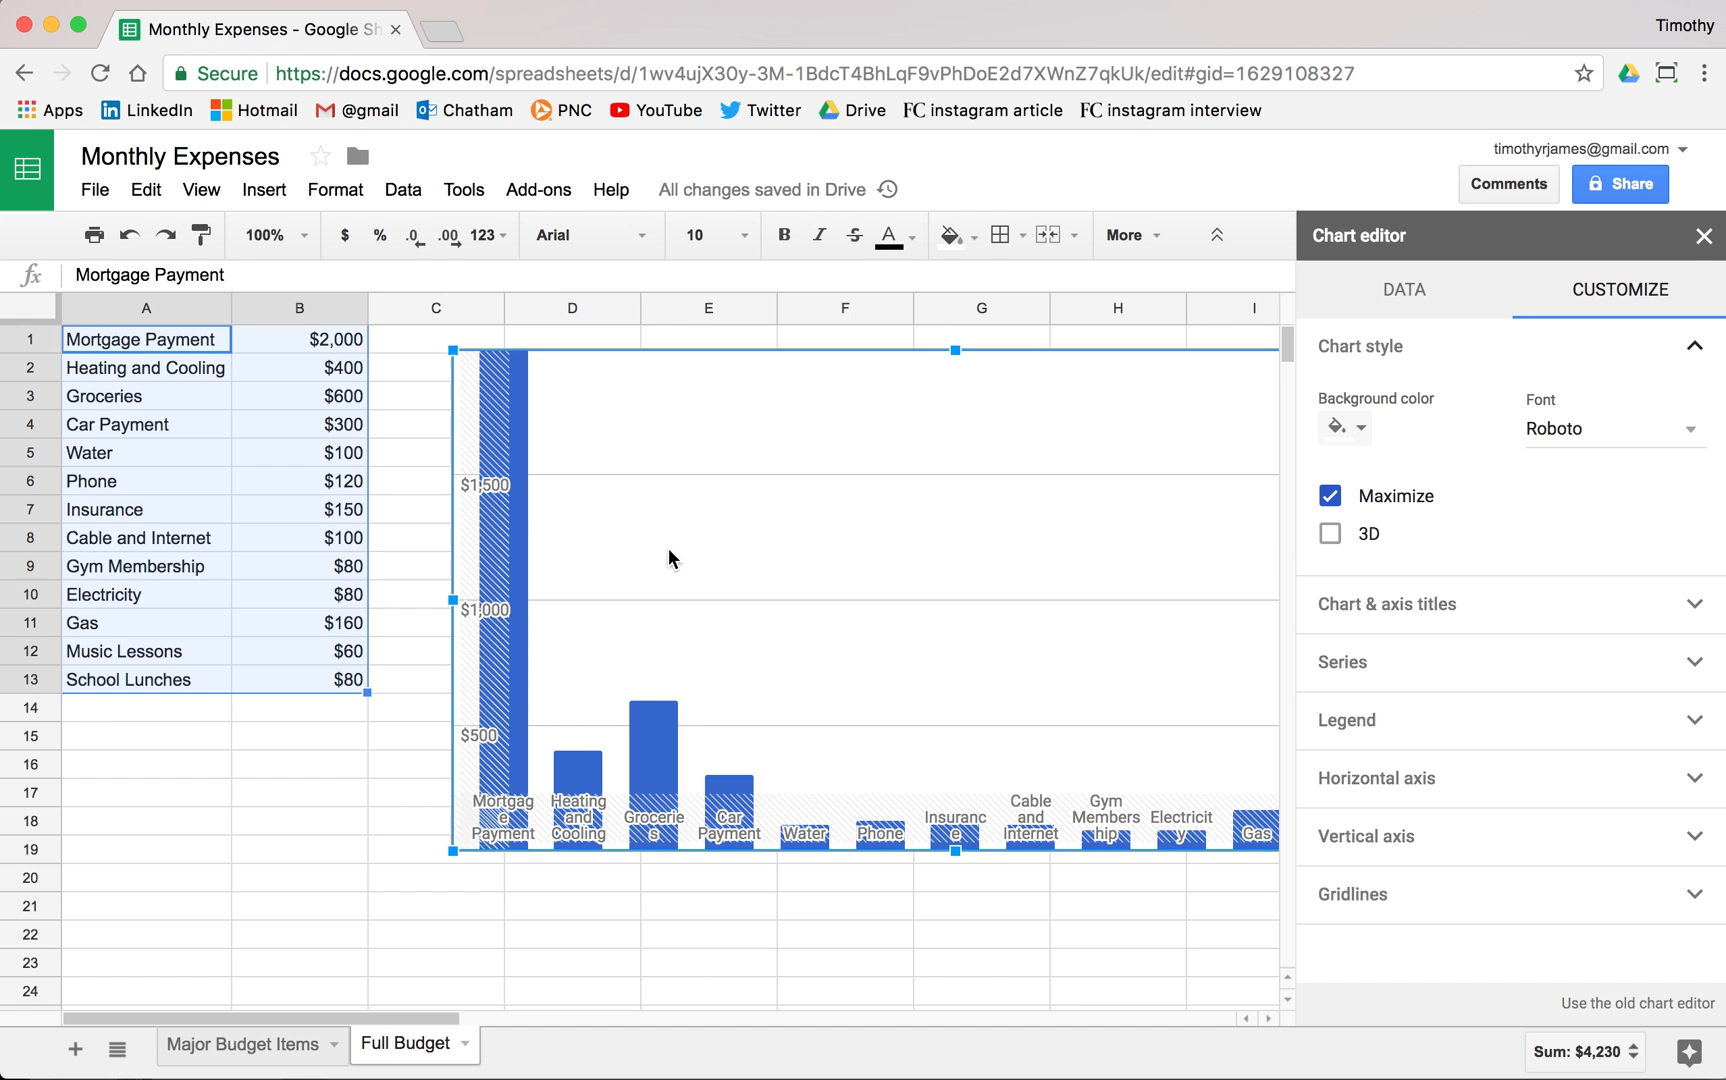 Monthly Expenses - Google Sh
Timothy
Secure https://docs.google.com/spreadsheets/d/1wv4ujX30y-3M-1BdcT4BhLqF9vPhDoE2d7XWnZ7qkUk/edit#gid=1629108327
Apps LinkedIn Hotmail @gmail Chatham PNC YouTube Twitter Drive FC instagram article FC instagram interview
Monthly Expenses
timothyrjames@gmail.com
File Edit View Insert Format Data Tools Add-ons Help All changes saved in Drive
Comments Share
100% $ % .0 .00 123 Arial 10 B I S A More
Chart editor
fx Mortgage Payment
DATA CUSTOMIZE
A B C D E F G H I
1 Mortgage Payment $2,000
2 Heating and Cooling $400
3 Groceries $600
4 Car Payment $300
5 Water $100
6 Phone $120
7 Insurance $150
8 Cable and Internet $100
9 Gym Membership $80
10 Electricity $80
11 Gas $160
12 Music Lessons $60
13 School Lunches $80
14
15
16
17
18
19
20
21
22
23
24
$1,500
$1,000
$500
Mortgag
e
Payment
Heating
and
Cooling
Grocerie
s
Car
Payment
Water
Phone
Insuranc
e
Cable
and
Internet
Gym
Members
hip
Electricit
y
Gas
Chart style
Background color
Font
Roboto
Maximize
3D
Chart & axis titles
Series
Legend
Horizontal axis
Vertical axis
Gridlines
Use the old chart editor
Major Budget Items Full Budget
Sum: $4,230